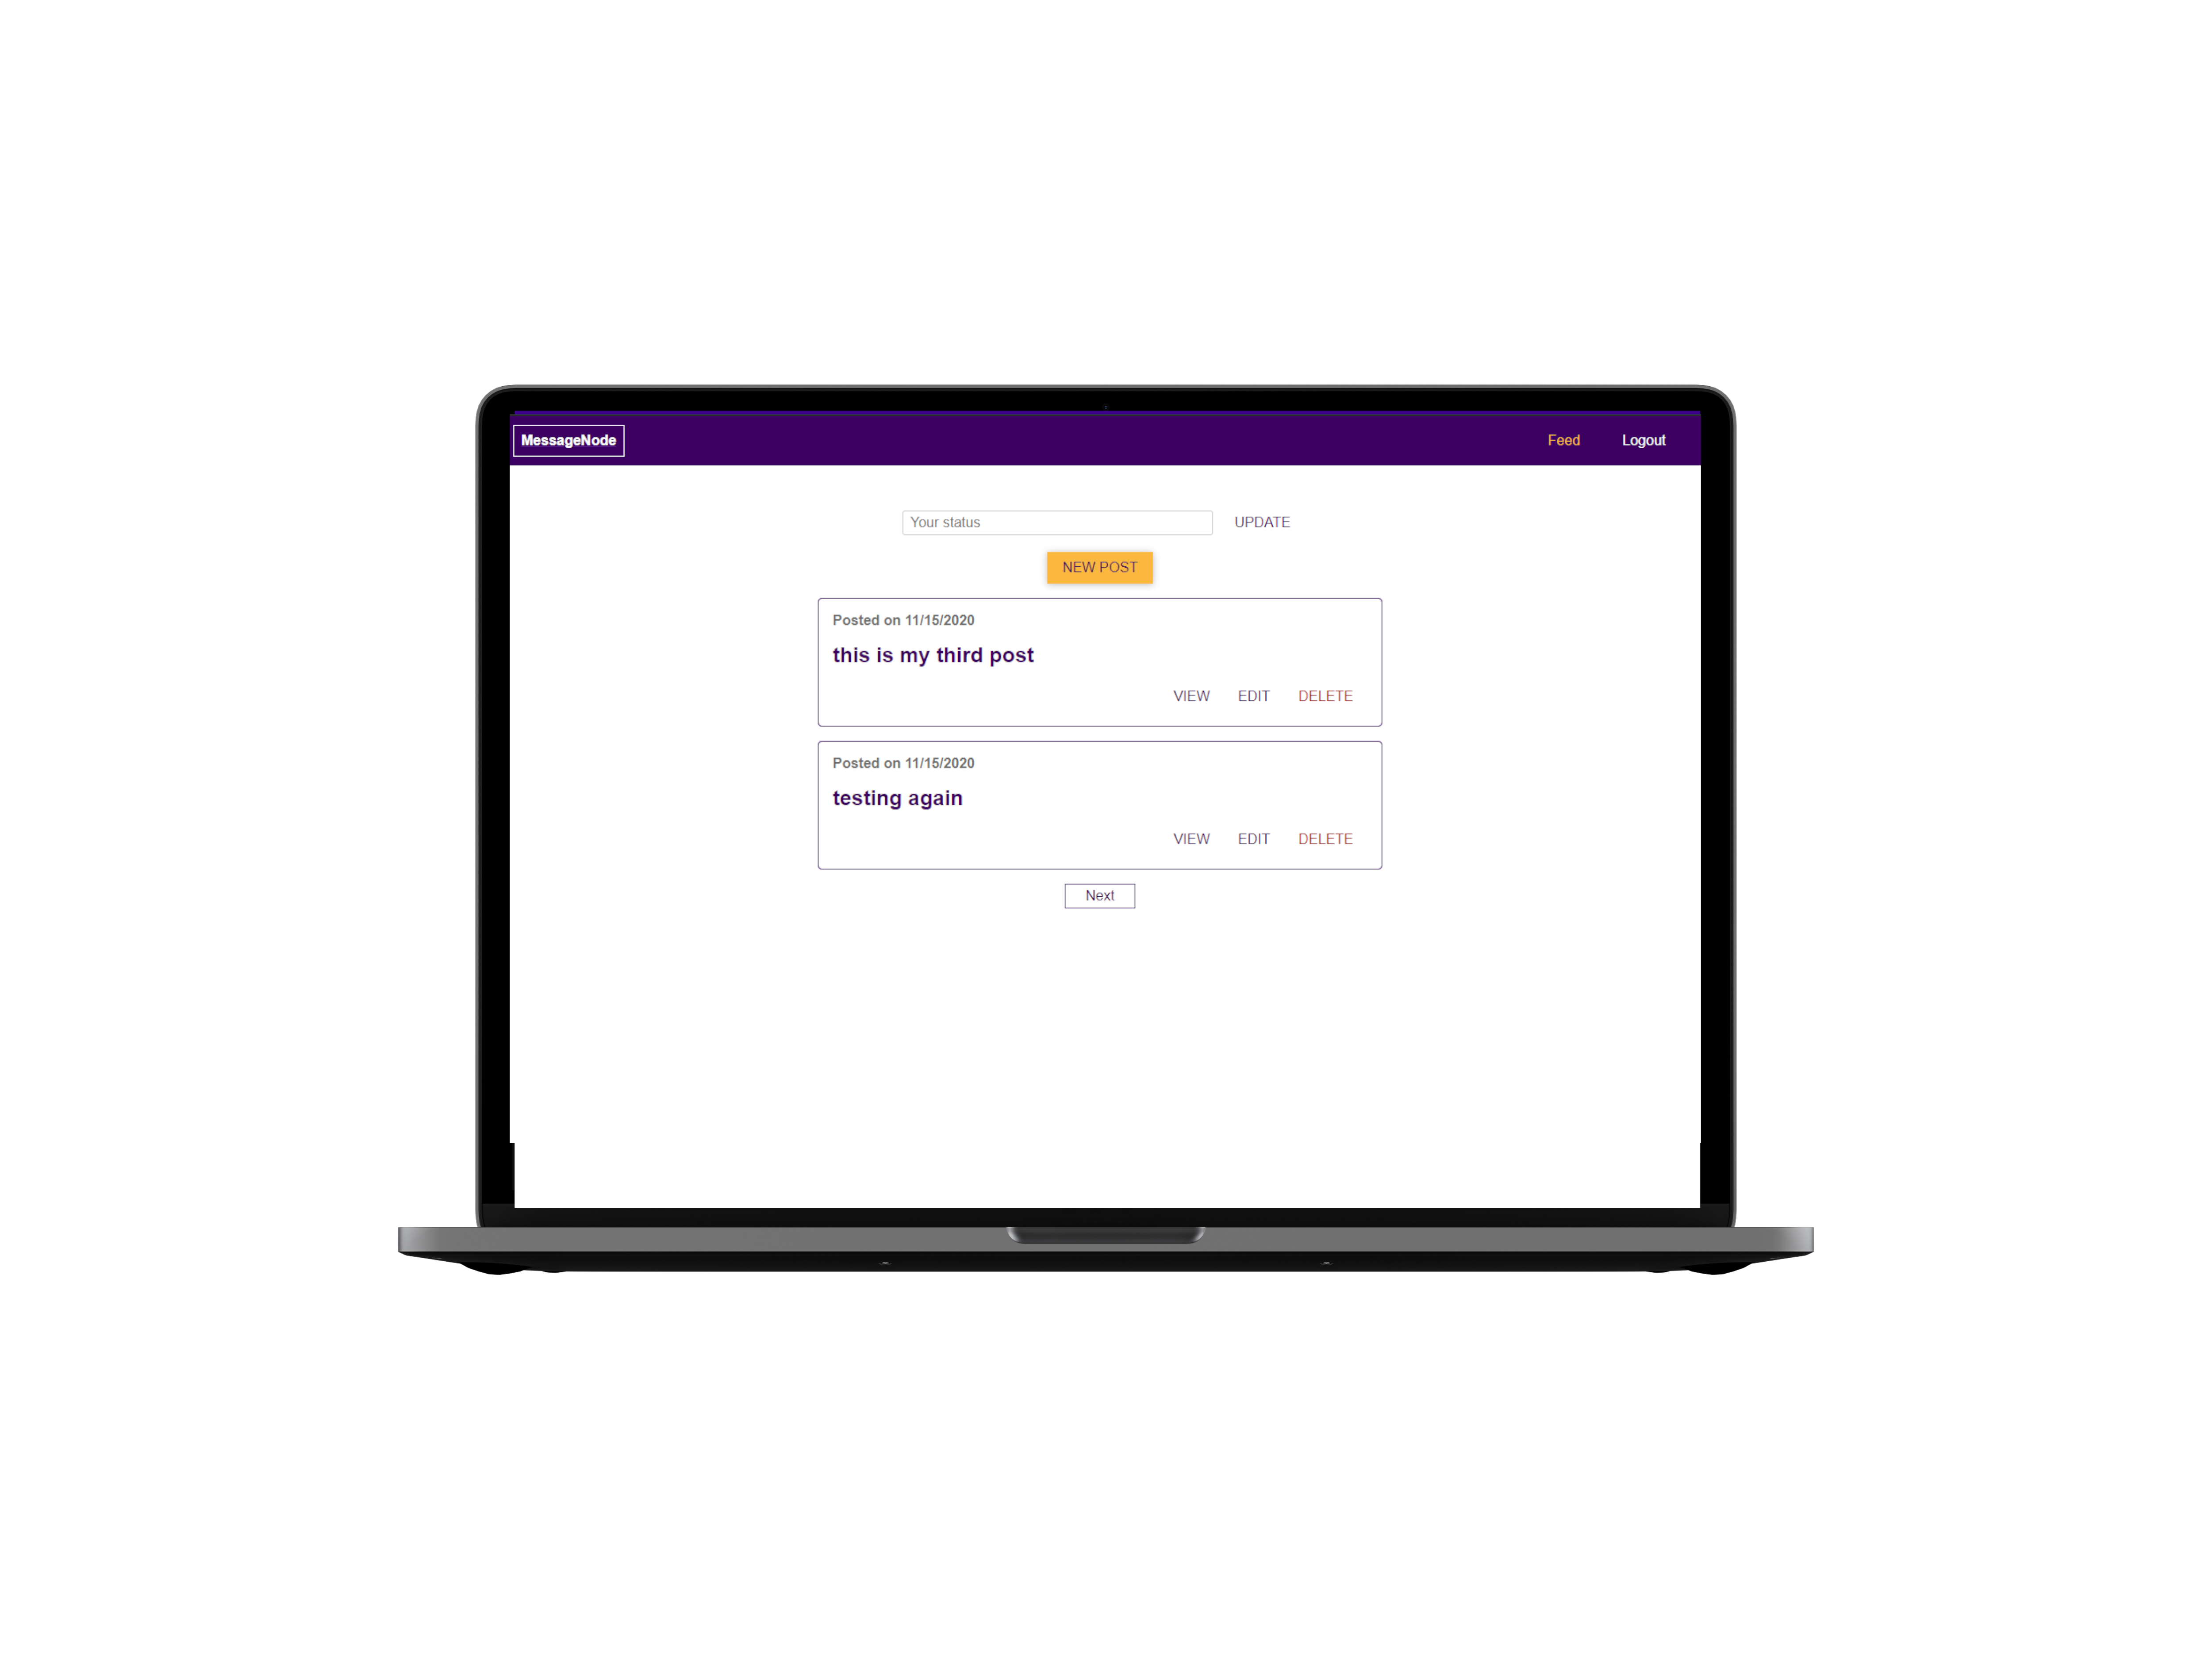 MessageNode Feed Logout
Your status UPDATE
NEW POST
Posted on 11/15/2020
this is my third post
VIEW EDIT DELETE
Posted on 11/15/2020
testing again
VIEW EDIT DELETE
Next